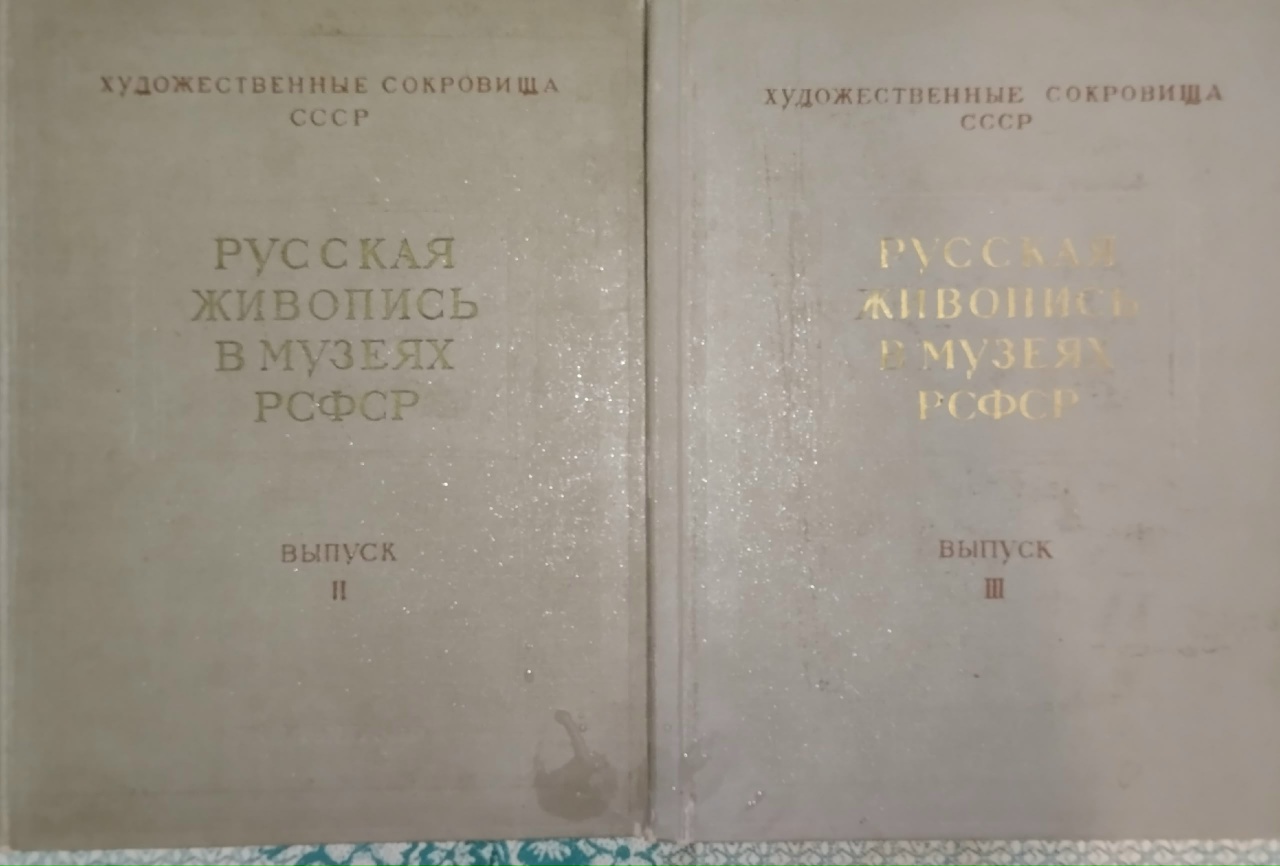 ХУДОЖЕСТВЕННЫЕ СОКРОВИЩА
СССР
РУССКАЯ
ЖИВОПИСЬ
В МУЗЕЯХ
РСФСР
ВЫПУСК
II
ХУДОЖЕСТВЕННЫЕ СОКРОВИЩА
СССР
РУССКАЯ
ЖИВОПИСЬ
В МУЗЕЯХ
РСФСР
ВЫПУСК
III